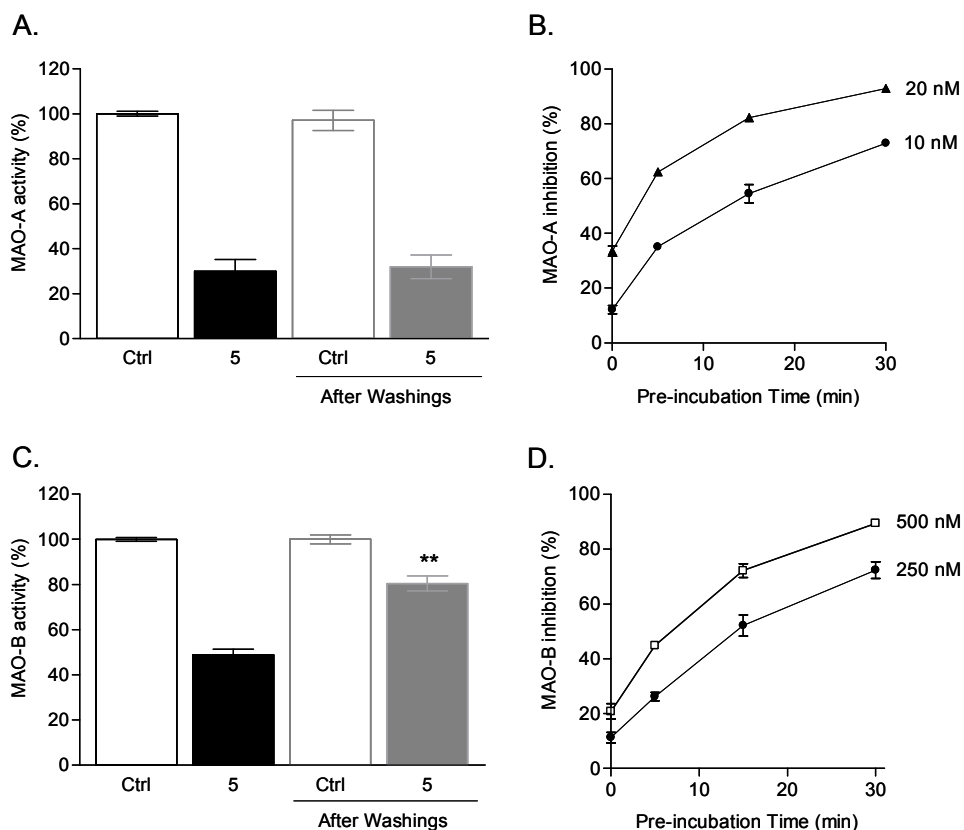 A.
MAO-A activity (%)
120
100
80
60
40
20
0
Ctrl 5 Ctrl 5
After Washings
B.
MAO-A inhibition (%)
100
80
60
40
20
0
20 nM
10 nM
0 10 20 30
Pre-incubation Time (min)
C.
MAO-B activity (%)
120
100
80
60
40
20
0
**
Ctrl 5 Ctrl 5
After Washings
D.
MAO-B inhibition (%)
100
80
60
40
20
0
500 nM
250 nM
0 10 20 30
Pre-incubation Time (min)